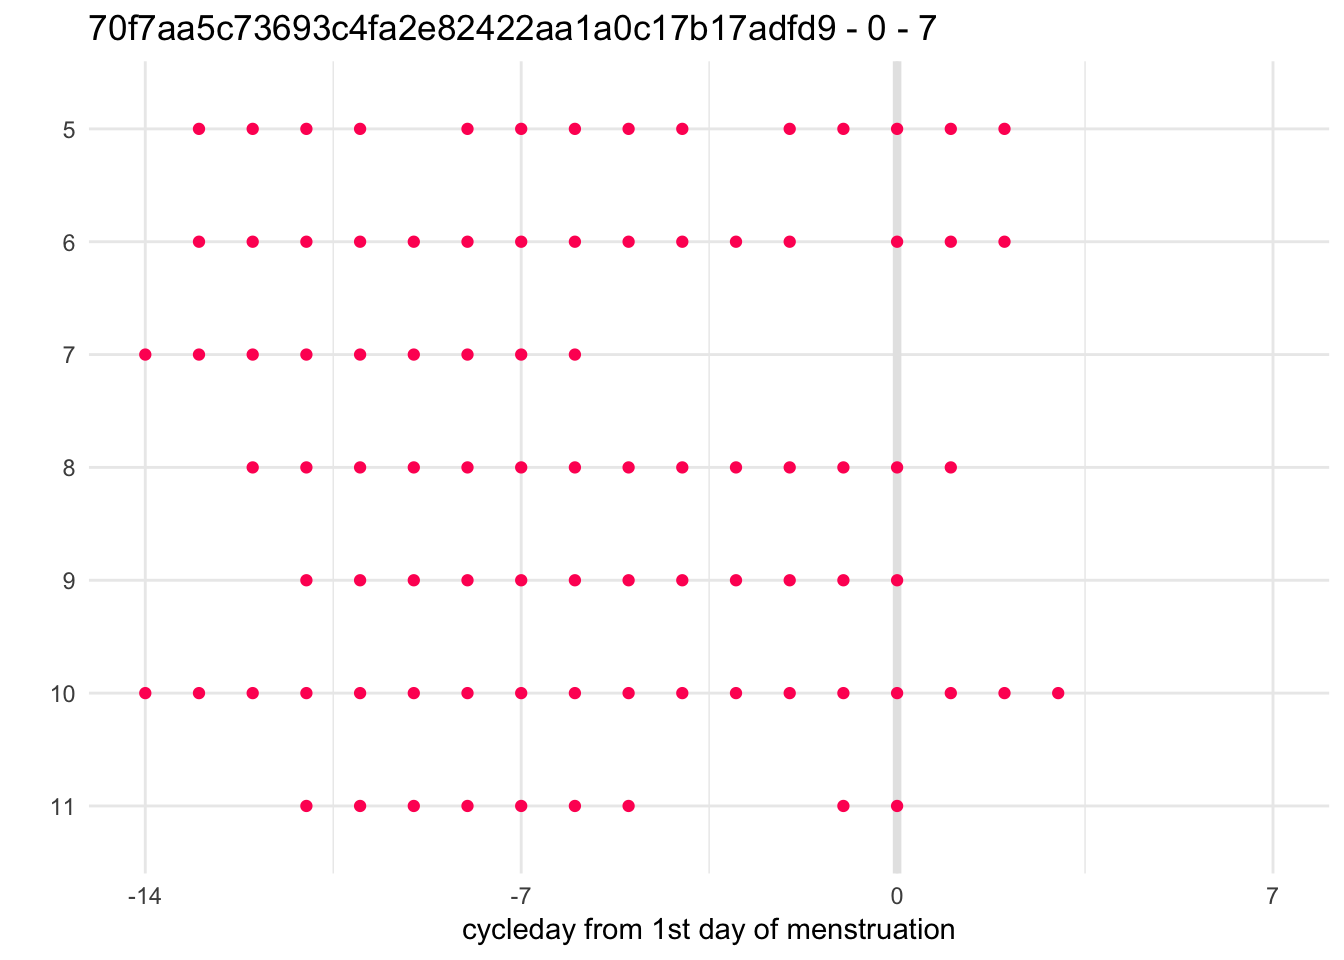 70f7aa5c73693c4fa2e82422aa1a0c17b17adfd9 - 0 - 7
5
6
7
8
9
10
11
-14 -7 0 7
cycleday from 1st day of menstruation